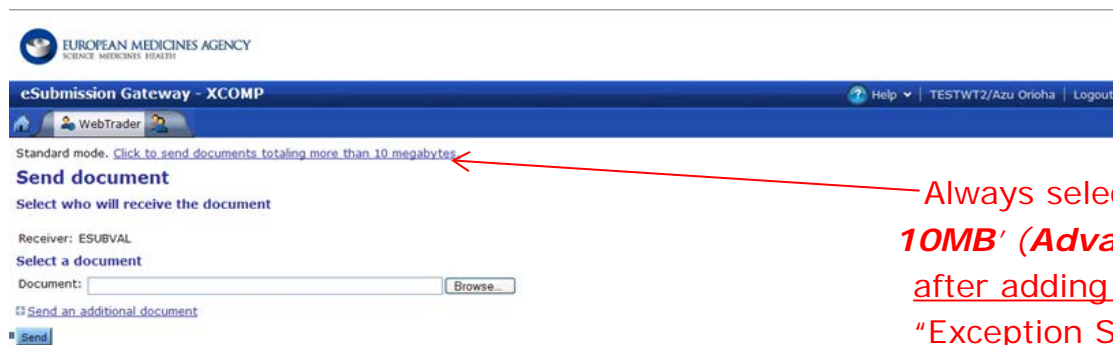 EUROPEAN MEDICINES AGENCY
SCIENCE MEDICINES HEALTH
eSubmission Gateway - XCOMP
Help | TESTWT2/Azu Orioha | Logout
WebTrader
Standard mode. Click to send documents totaling more than 10 megabytes.
Send document
Select who will receive the document
Always selec
Receiver: ESUBVAL
10MB’ (Adva
Select a document
Document: Browse...
after adding
Send an additional document
“Exception S
Send